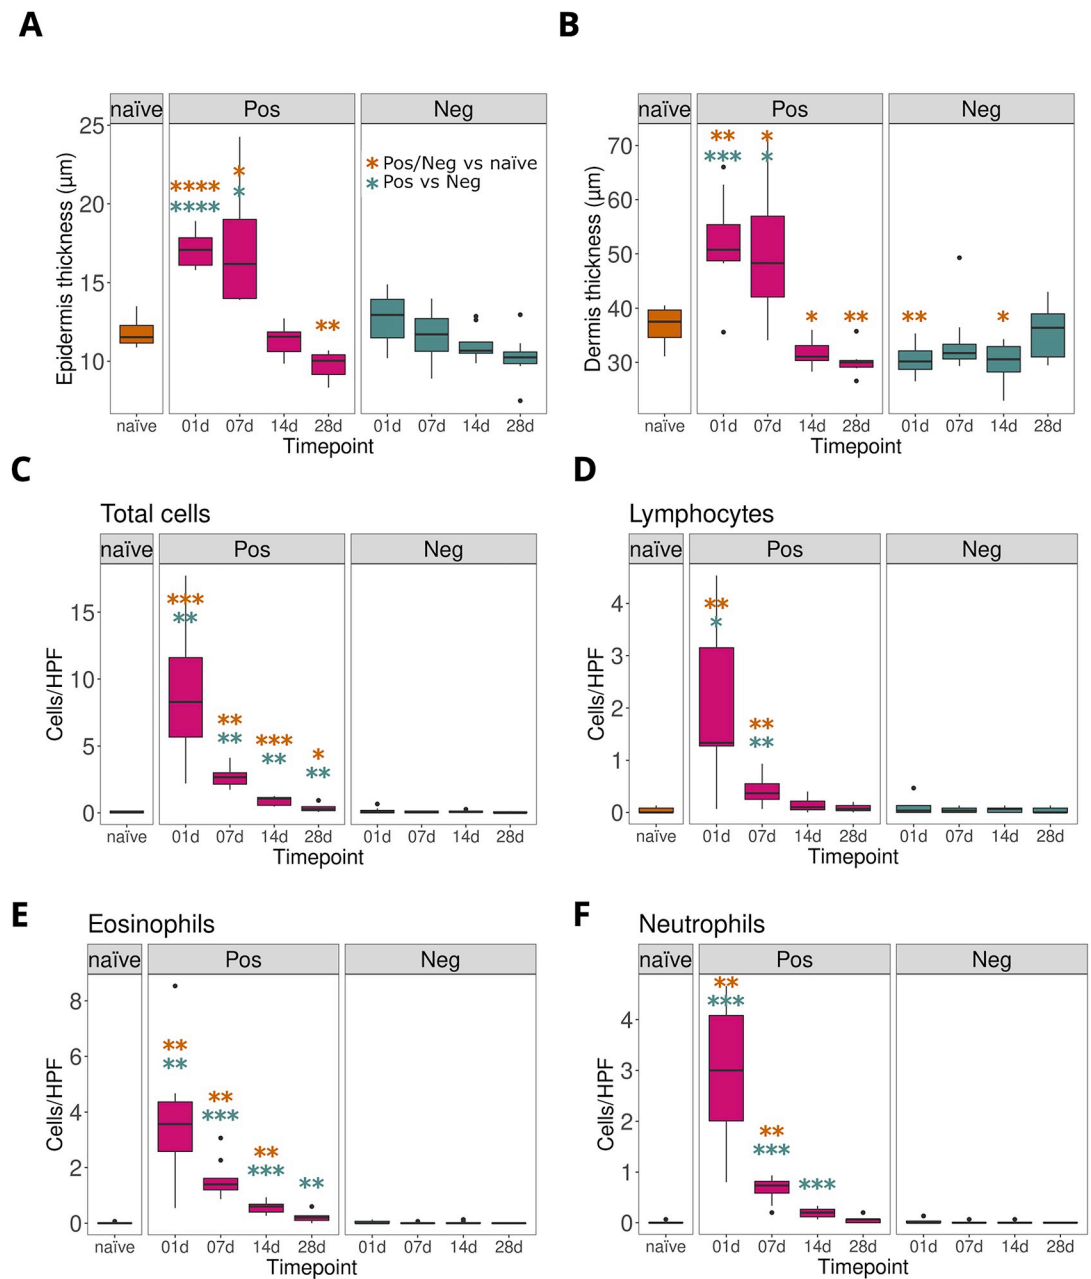 A
naïve Pos Neg
Epidermis thickness (µm)
25
20
15
10
**** 
****
*
*
**
* Pos/Neg vs naïve
* Pos vs Neg
naïve 01d 07d 14d 28d 01d 07d 14d 28d
Timepoint
B
naïve Pos Neg
Dermis thickness (µm)
70
60
50
40
30
** *
*** *
* ** ** *
naïve 01d 07d 14d 28d 01d 07d 14d 28d
Timepoint
C
Total cells
naïve Pos Neg
Cells/HPF
15
10
5
0
***
**
**
**
***
**
*
**
naïve 01d 07d 14d 28d 01d 07d 14d 28d
Timepoint
D
Lymphocytes
naïve Pos Neg
Cells/HPF
4
3
2
1
0
**
*
**
**
naïve 01d 07d 14d 28d 01d 07d 14d 28d
Timepoint
E
Eosinophils
naïve Pos Neg
Cells/HPF
8
6
4
2
0
**
**
**
***
**
***
**
naïve 01d 07d 14d 28d 01d 07d 14d 28d
Timepoint
F
Neutrophils
naïve Pos Neg
Cells/HPF
4
3
2
1
0
**
***
**
***
***
naïve 01d 07d 14d 28d 01d 07d 14d 28d
Timepoint